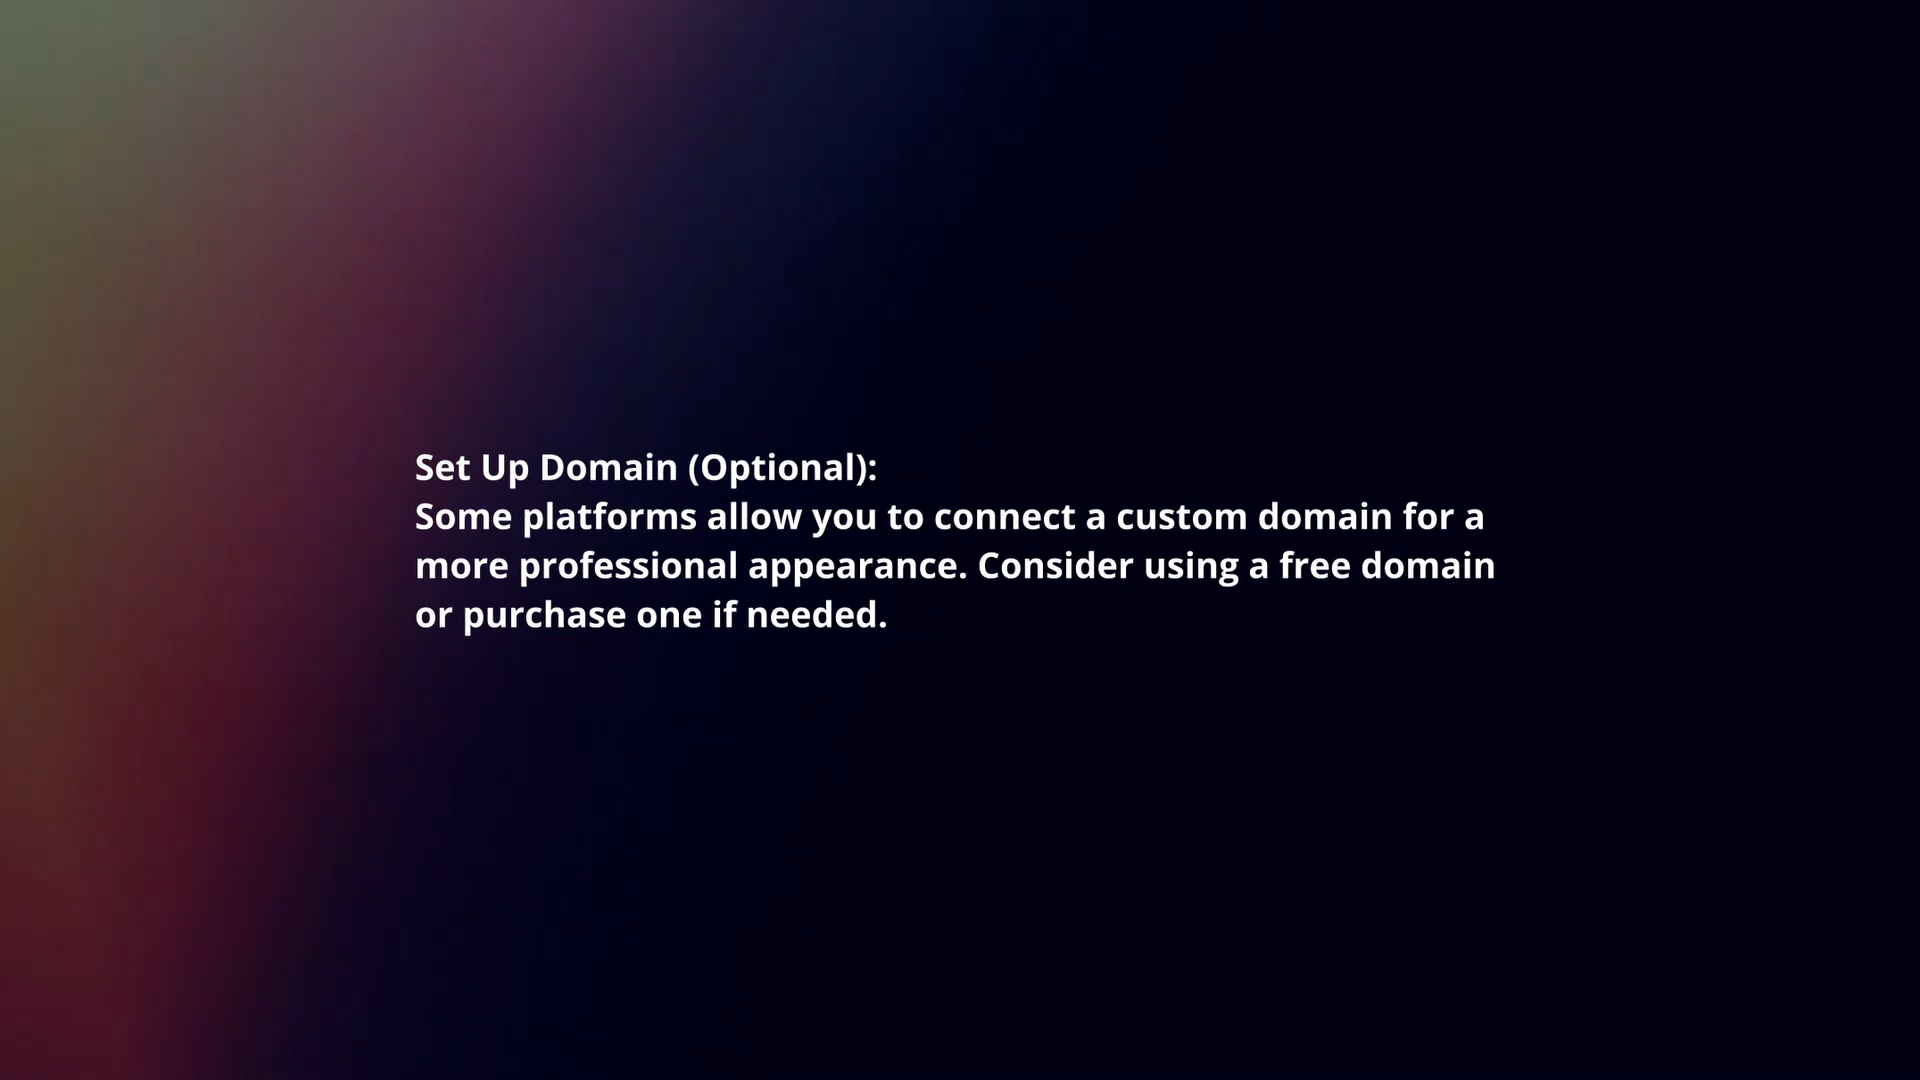 Set Up Domain (Optional):
Some platforms allow you to connect a custom domain for a
more professional appearance. Consider using a free domain
or purchase one if needed.